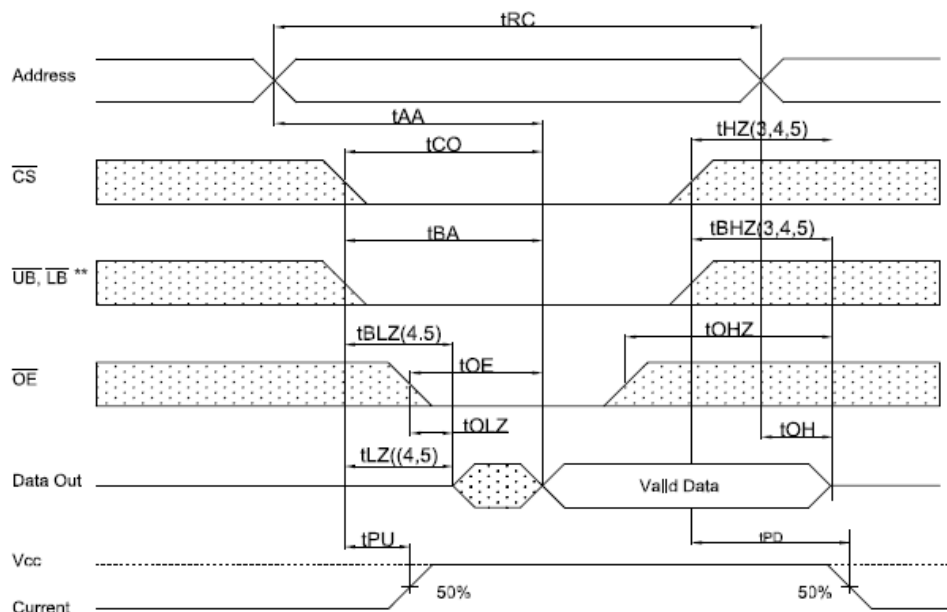 tRC
Address
tAA
tHZ(3,4,5)
tCO
CS
tBA
tBHZ(3,4,5)
UB, LB **
tBLZ(4.5)
tOHZ
tOE
OE
tOLZ
tOH
tLZ((4,5)
Data Out
Valid Data
tPU
tPD
Vcc
50%
50%
Current